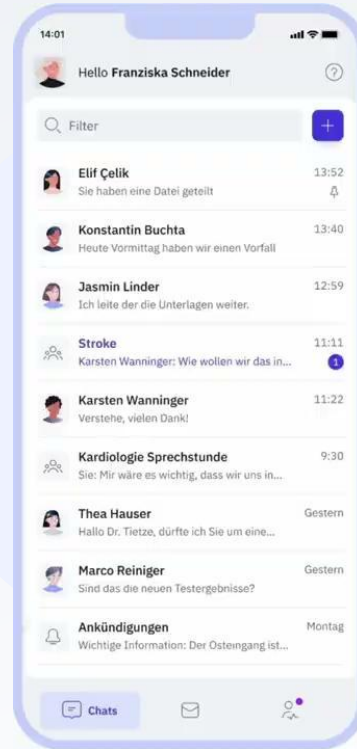 14:01
Hello Franziska Schneider
?
Filter
+
Elif Çelik 13:52
Sie haben eine Datei geteilt
Konstantin Buchta 13:40
Heute Vormittag haben wir einen Vorfall
Jasmin Linder 12:59
Ich leite der die Unterlagen weiter.
Stroke 11:11
Karsten Wanninger: Wie wollen wir das in... 1
Karsten Wanninger 11:22
Verstehe, vielen Dank!
Kardiologie Sprechstunde 9:30
Sie: Mir wäre es wichtig, dass wir uns in...
Thea Hauser Gestern
Hallo Dr. Tietze, dürfte ich Sie um eine...
Marco Reiniger Gestern
Sind das die neuen Testergebnisse?
Ankündigungen Montag
Wichtige Information: Der Osteingang ist...
Chats